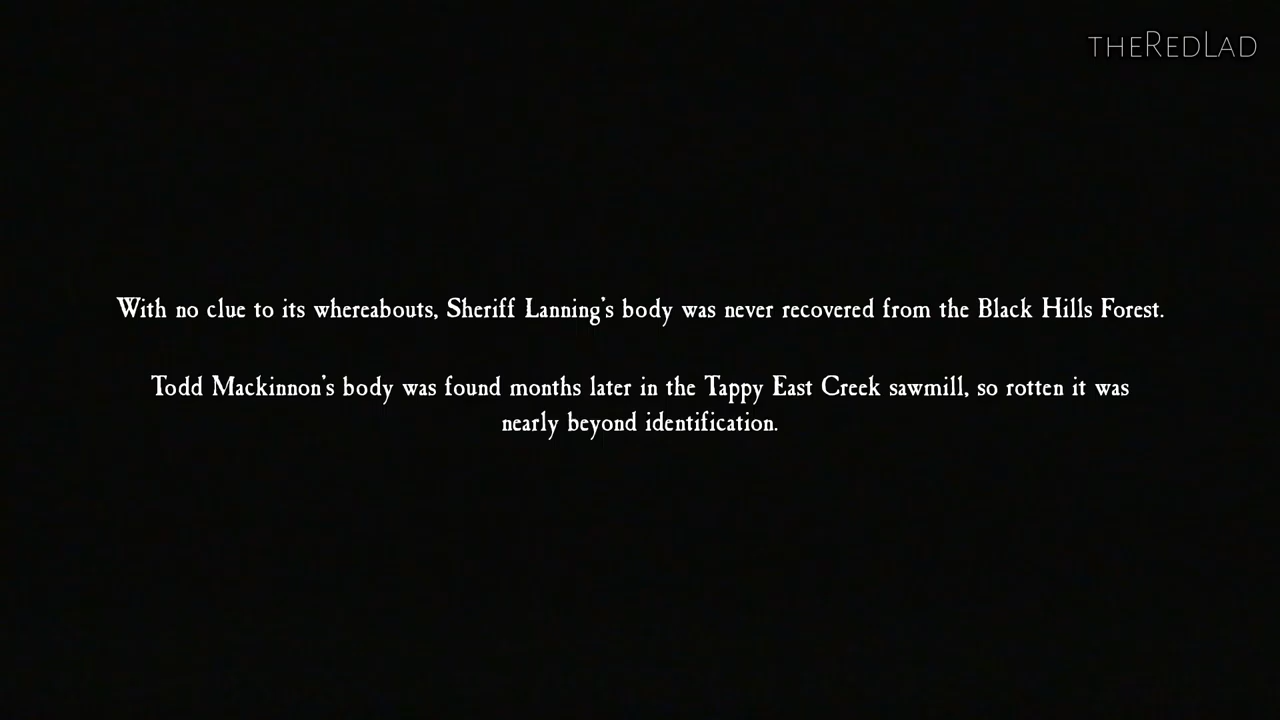 THEREDLAD
With no clue to its whereabouts, Sheriff Lanning's body was never recovered from the Black Hills Forest.
Todd Mackinnon's body was found months later in the Tappy East Creek sawmill, so rotten it was
nearly beyond identification.